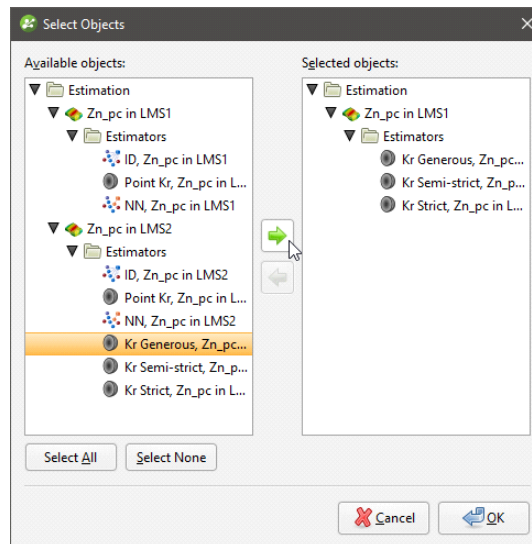 Select Objects
Available objects:
Estimation
Zn_pc in LMS1
Estimators
ID, Zn_pc in LMS1
Point Kr, Zn_pc in L...
NN, Zn_pc in LMS1
Zn_pc in LMS2
Estimators
ID, Zn_pc in LMS2
Point Kr, Zn_pc in L...
NN, Zn_pc in LMS2
Kr Generous, Zn_pc...
Kr Semi-strict, Zn_p...
Kr Strict, Zn_pc in L...
Select All
Select None
Selected objects:
Estimation
Zn_pc in LMS1
Estimators
Kr Generous, Zn_pc...
Kr Semi-strict, Zn_p...
Kr Strict, Zn_pc in L...
Cancel
OK